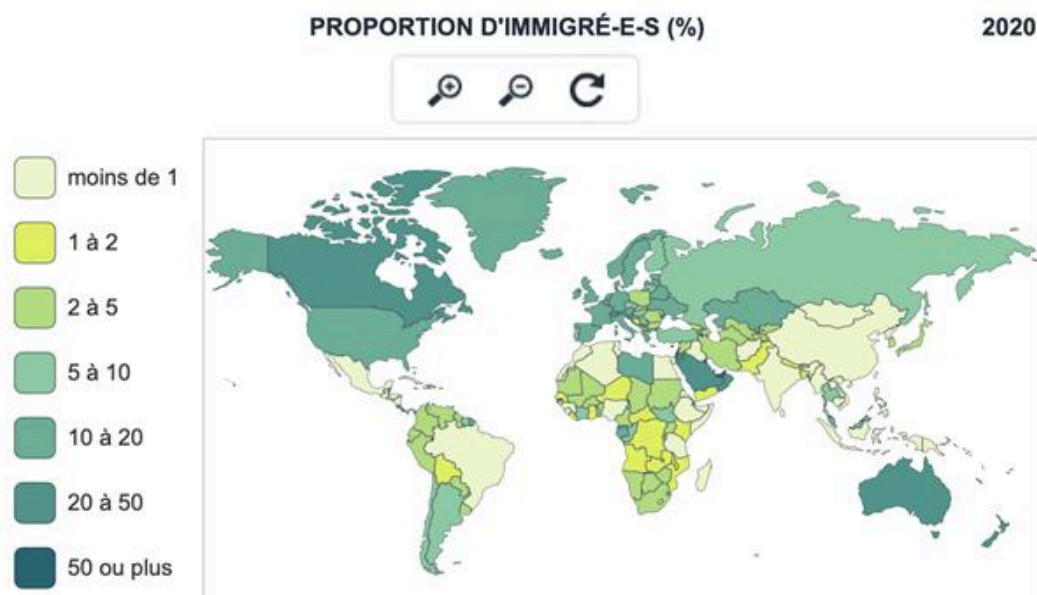 PROPORTION D'IMMIGRÉ-E-S (%)
2020
moins de 1
1 à 2
2 à 5
5 à 10
10 à 20
20 à 50
50 ou plus